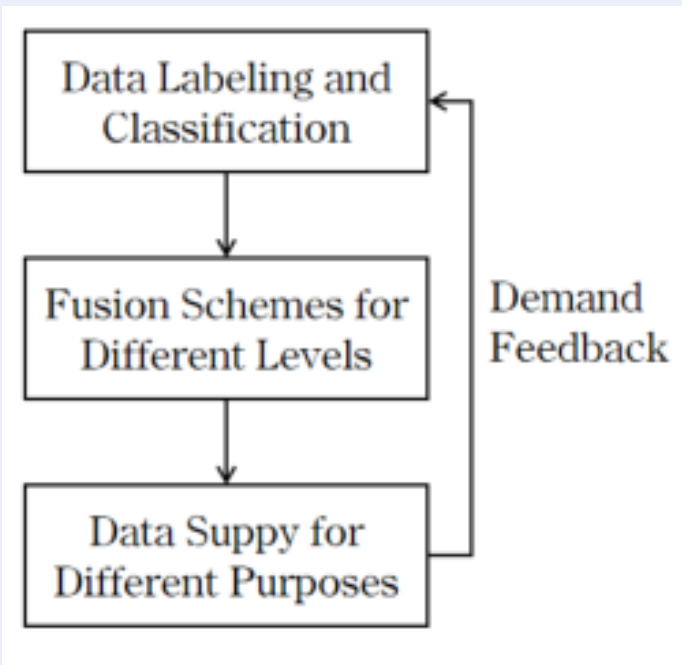 Data Labeling and
Classification
Fusion Schemes for
Different Levels
Demand
Feedback
Data Suppy for
Different Purposes